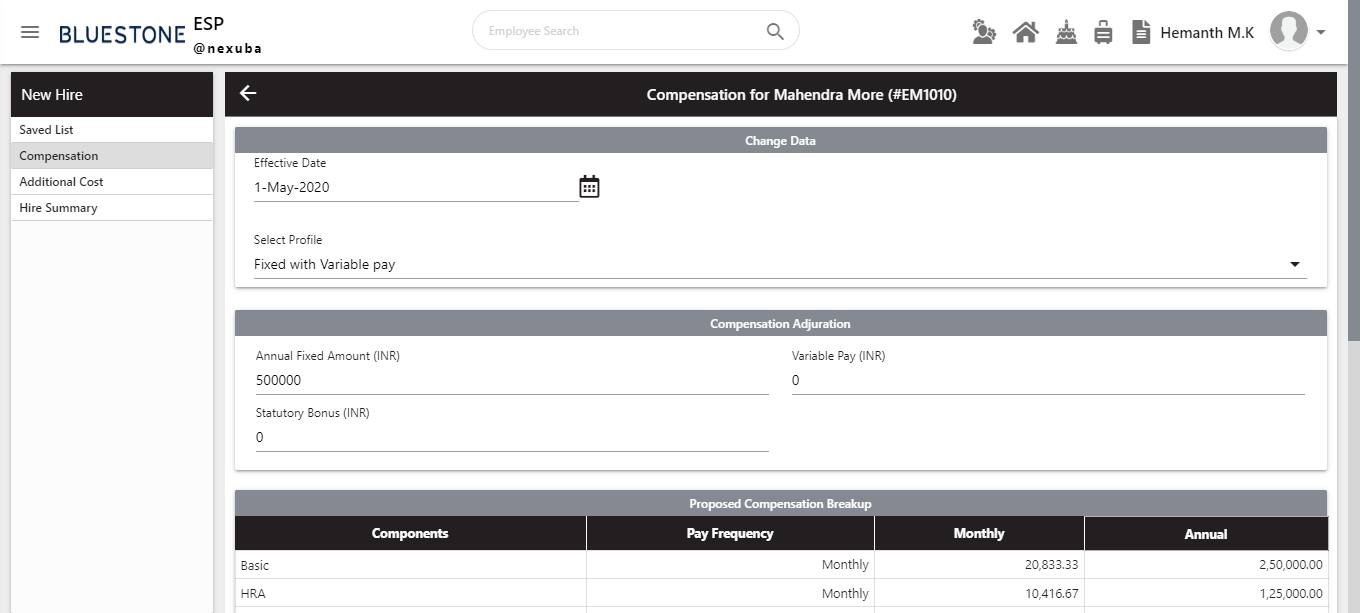 BLUESTONE ESP
@nexuba
Employee Search
Hemanth M.K
New Hire
Saved List
Compensation
Additional Cost
Hire Summary
Compensation for Mahendra More (#EM1010)
Change Data
Effective Date
1-May-2020
Select Profile
Fixed with Variable pay
Compensation Adjuration
Annual Fixed Amount (INR) Variable Pay (INR)
500000 0
Statutory Bonus (INR)
0
Proposed Compensation Breakup
Components Pay Frequency Monthly Annual
Basic Monthly 20,833.33 2,50,000.00
HRA Monthly 10,416.67 1,25,000.00